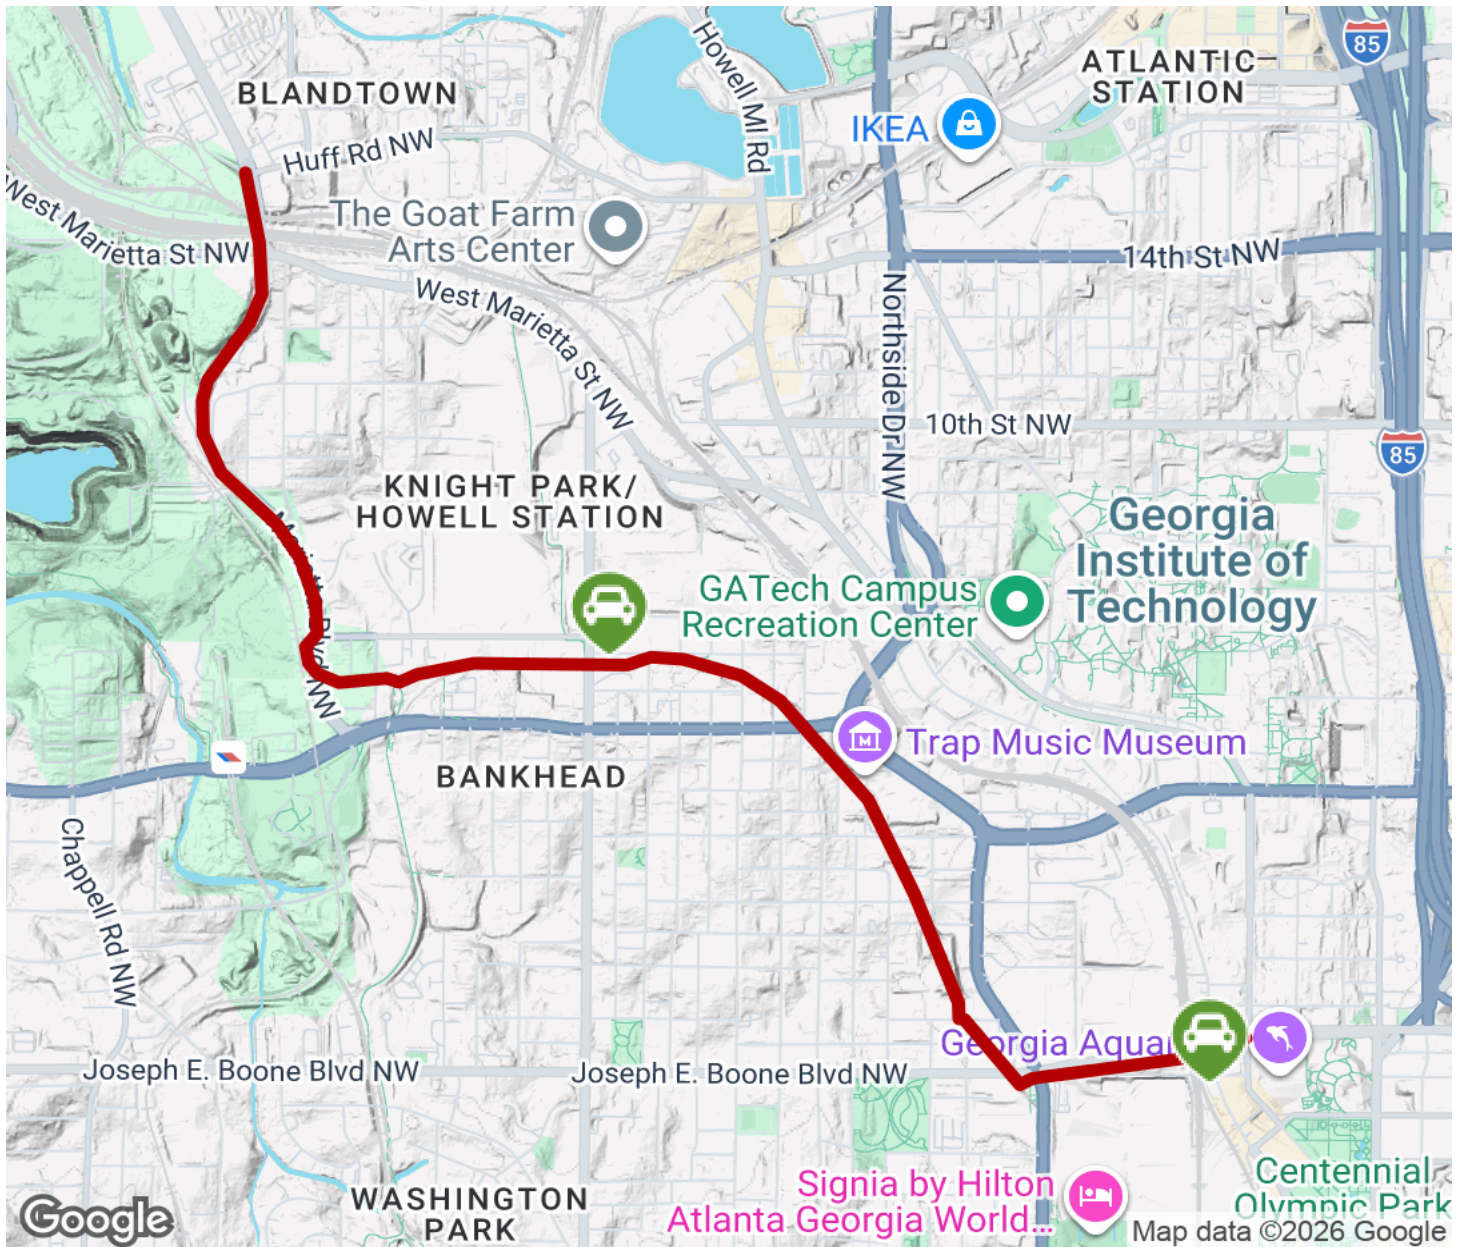 BLANDTOWN
Huff Rd NW
Howell Ml Rd
ATLANTIC
STATION
85
IKEA
The Goat Farm
Arts Center
West Marietta St NW
West Marietta St NW
14th St NW
Northside Dr NW
10th St NW
85
KNIGHT PARK/
HOWELL STATION
Georgia
Institute of
Technology
GATech Campus
Recreation Center
Marietta Blvd NW
Trap Music Museum
BANKHEAD
Chappell Rd NW
Georgia Aqua
Joseph E. Boone Blvd NW
Joseph E. Boone Blvd NW
Signia by Hilton
Atlanta Georgia World...
Centennial
Olympic Park
WASHINGTON
PARK
Google
Map data ©2026 Google